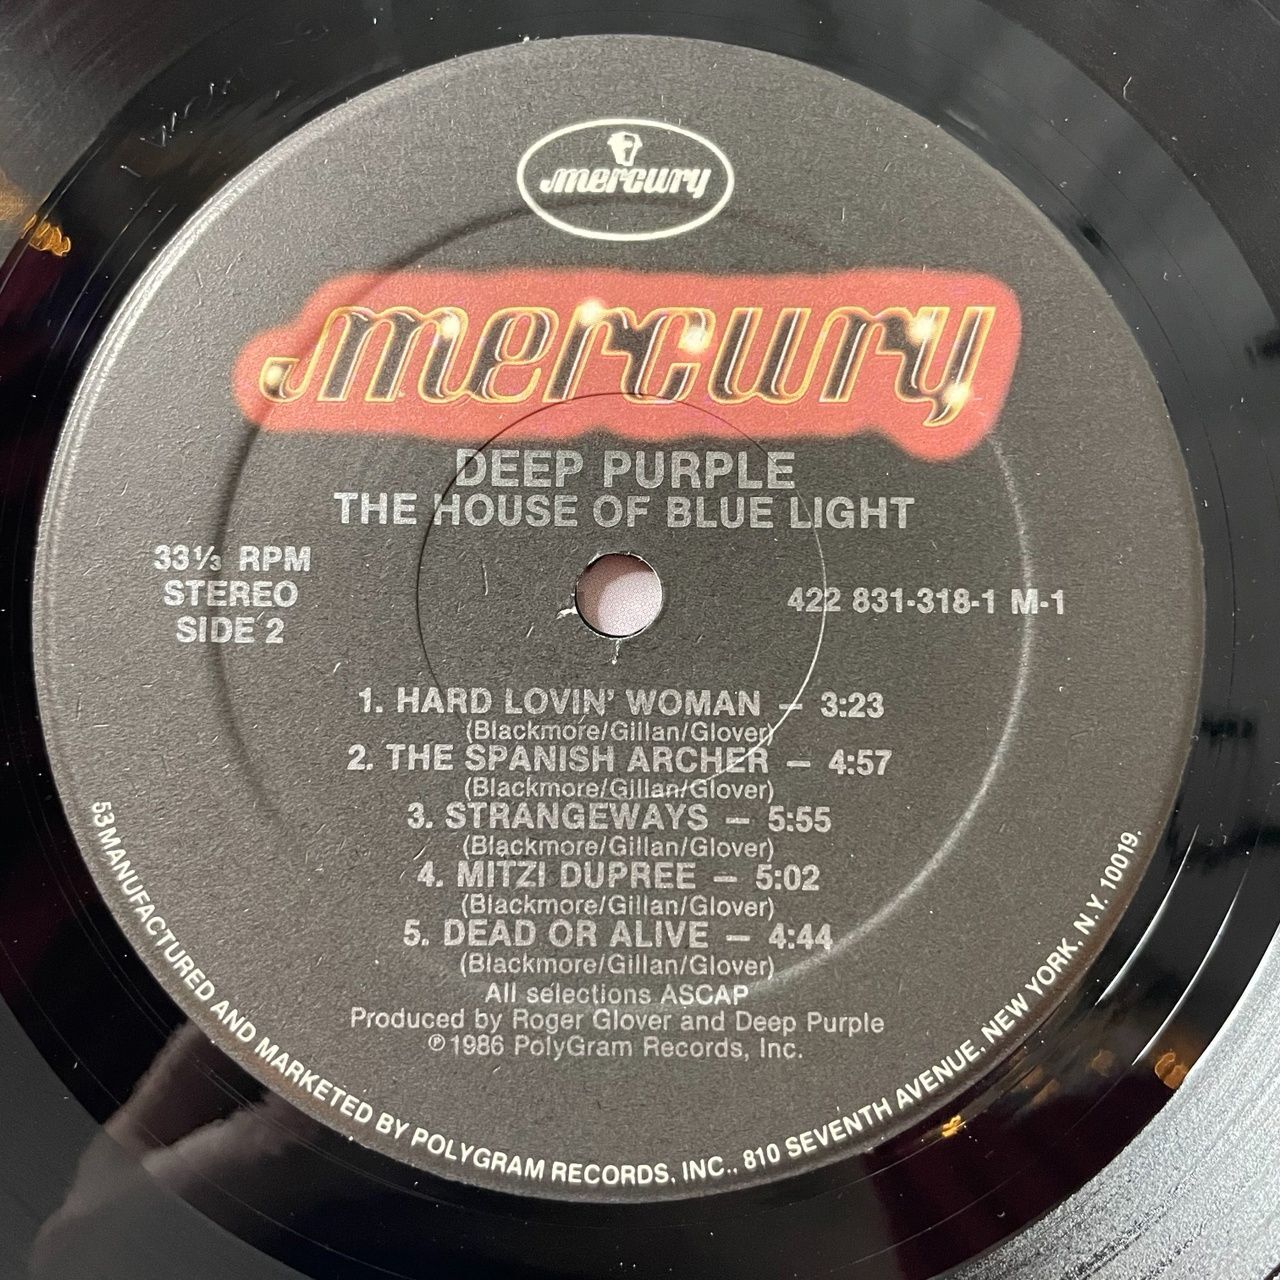 mercury
mercury
DEEP PURPLE
THE HOUSE OF BLUE LIGHT
33⅓ RPM
STEREO
SIDE 2
422 831-318-1 M-1
1. HARD LOVIN' WOMAN — 3:23
(Blackmore/Gillan/Glover)
2. THE SPANISH ARCHER — 4:57
(Blackmore/Gillan/Glover)
3. STRANGEWAYS — 5:55
(Blackmore/Gillan/Glover)
4. MITZI DUPREE — 5:02
(Blackmore/Gillan/Glover)
5. DEAD OR ALIVE — 4:44
(Blackmore/Gillan/Glover)
All selections ASCAP
Produced by Roger Glover and Deep Purple
℗1986 PolyGram Records, Inc.
53 MANUFACTURED AND MARKETED BY POLYGRAM RECORDS, INC., 810 SEVENTH AVENUE, NEW YORK, N.Y. 10019.